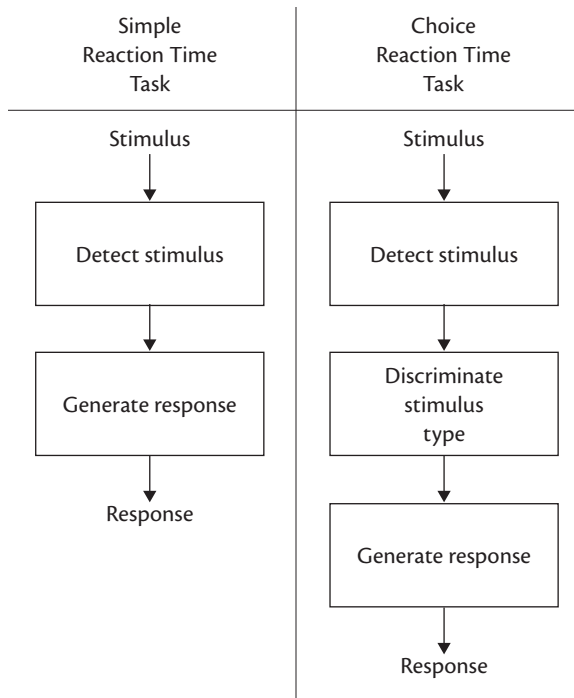 Simple
Reaction Time
Task
Stimulus
Detect stimulus
Generate response
Response
Choice
Reaction Time
Task
Stimulus
Detect stimulus
Discriminate
stimulus
type
Generate response
Response